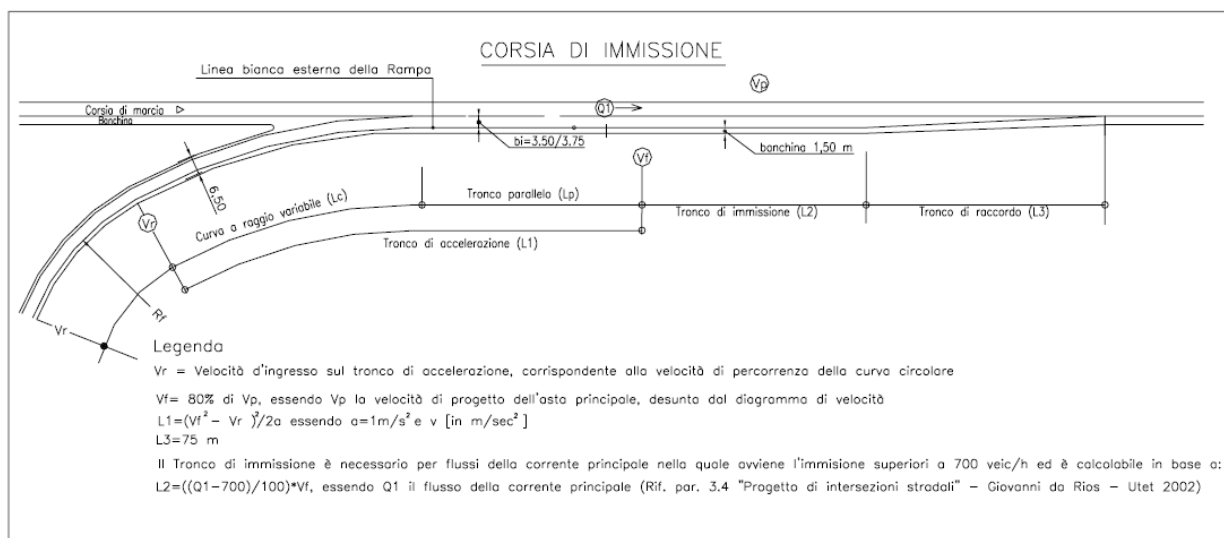 CORSIA DI IMMISSIONE
Linea bianca esterna della Rampa
Vp
Corsia di marcia
Banchina
Q1
bi=3.50/3.75
banchina 1,50 m
Vf
6,50
Vr
Curva a raggio variabile (Lc)
Tronco parallelo (Lp)
Tronco di immissione (L2)
Tronco di raccordo (L3)
Tronco di accelerazione (L1)
Rf
Vr
Legenda
Vr = Velocità d'ingresso sul tronco di accelerazione, corrispondente alla velocità di percorrenza della curva circolare
Vf= 80% di Vp, essendo Vp la velocità di progetto dell'asta principale, desunta dal diagramma di velocità
L1=(Vf² - Vr )²/2a essendo a=1m/s² e v [in m/sec² ]
L3=75 m
Il Tronco di immissione è necessario per flussi della corrente principale nella quale avviene l'immisione superiori a 700 veic/h ed è calcolabile in base a:
L2=((Q1-700)/100)*Vf, essendo Q1 il flusso della corrente principale (Rif. par. 3.4 "Progetto di intersezioni stradali" - Giovanni da Rios - Utet 2002)